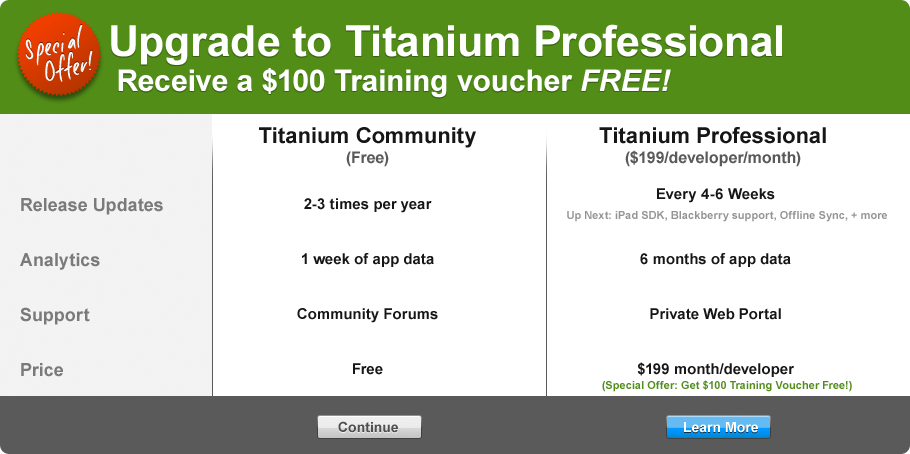 Special Offer!
Upgrade to Titanium Professional
Receive a $100 Training voucher FREE!
Titanium Community
(Free)
Titanium Professional
($199/developer/month)
Release Updates
2-3 times per year
Every 4-6 Weeks
Up Next: iPad SDK, Blackberry support, Offline Sync, + more
Analytics
1 week of app data
6 months of app data
Support
Community Forums
Private Web Portal
Price
Free
$199 month/developer
(Special Offer: Get $100 Training Voucher Free!)
Continue
Learn More